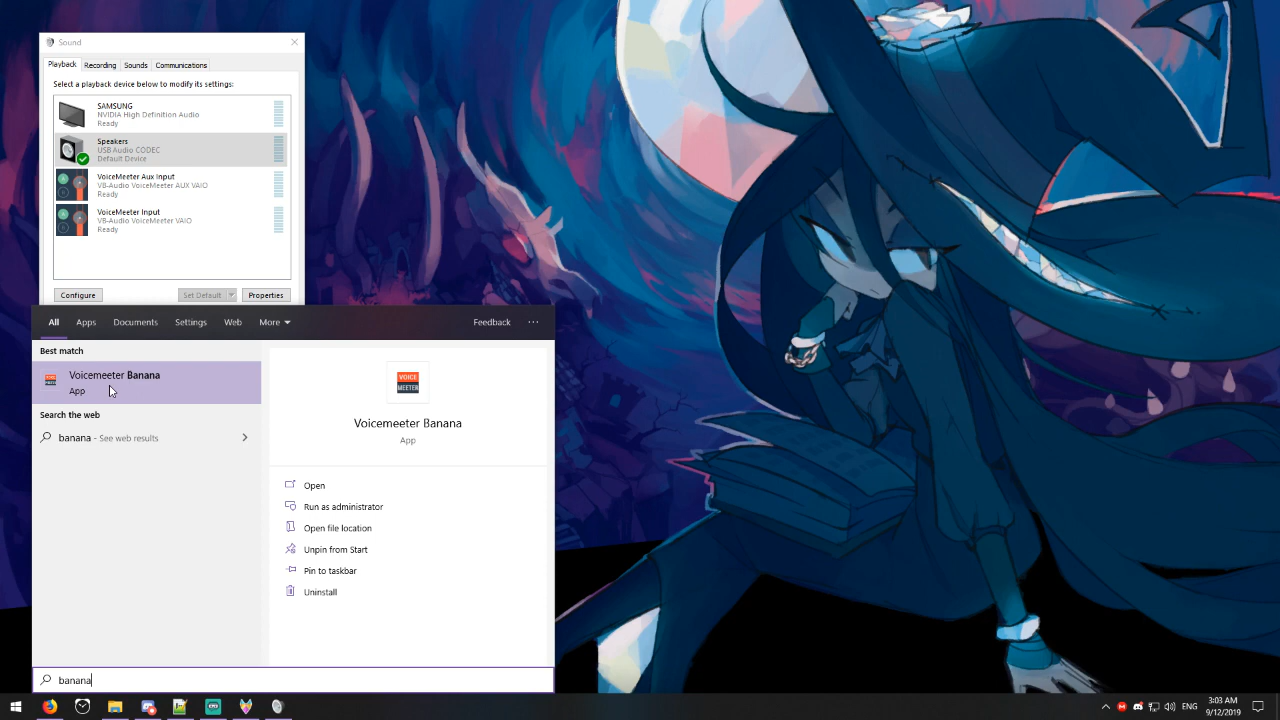 Sound
Playback Recording Sounds Communications
Select a playback device below to modify its settings:
SAMSUNG
NVIDIA High Definition Audio
Ready
Speakers
USB Audio CODEC
Default Device
VoiceMeeter Aux Input
VB-Audio VoiceMeeter AUX VAIO
Ready
VoiceMeeter Input
VB-Audio VoiceMeeter VAIO
Ready
Configure Set Default Properties
All Apps Documents Settings Web More Feedback ...
Best match
Voicemeeter Banana
App
Search the web
banana - See web results
VOICE
MEETER
Voicemeeter Banana
App
Open
Run as administrator
Open file location
Unpin from Start
Pin to taskbar
Uninstall
banana
ENG
3:03 AM
9/12/2019